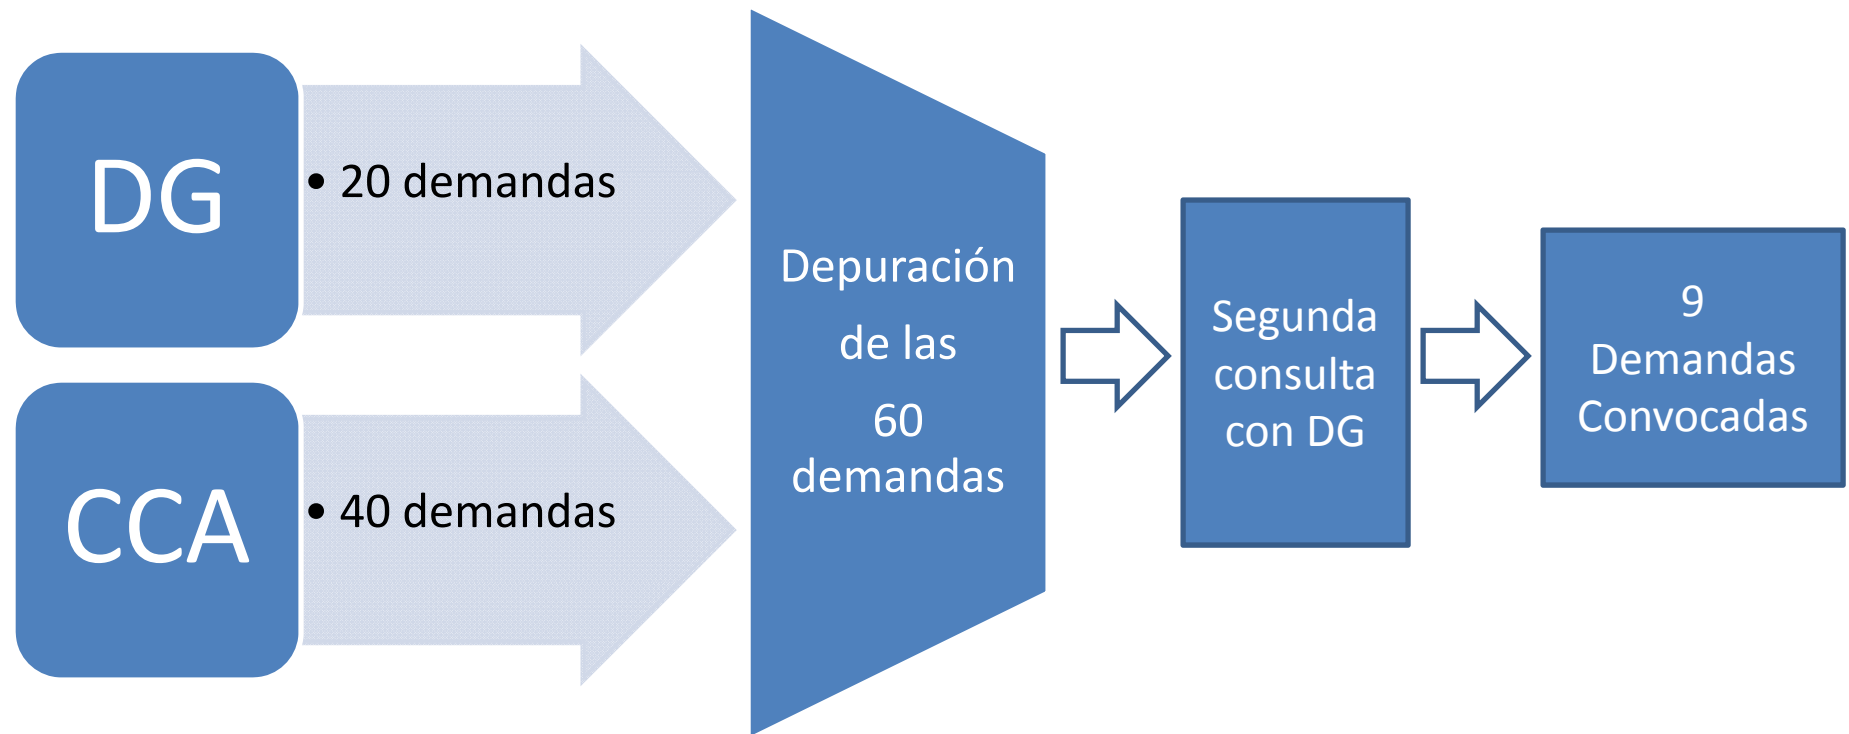 DG
• 20 demandas
CCA
• 40 demandas
Depuración
de las
60
demandas
Segunda
consulta
con DG
9
Demandas
Convocadas